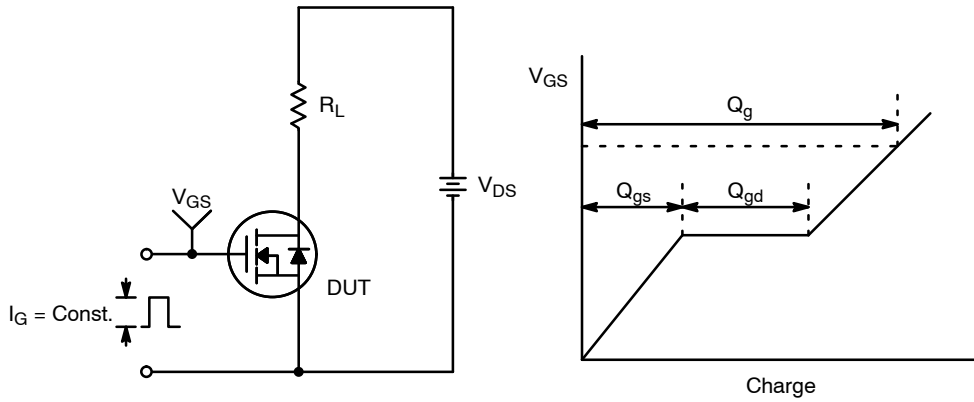 R_L
V_GS
V_DS
DUT
I_G = Const.
V_GS
Q_g
Q_gs
Q_gd
Charge